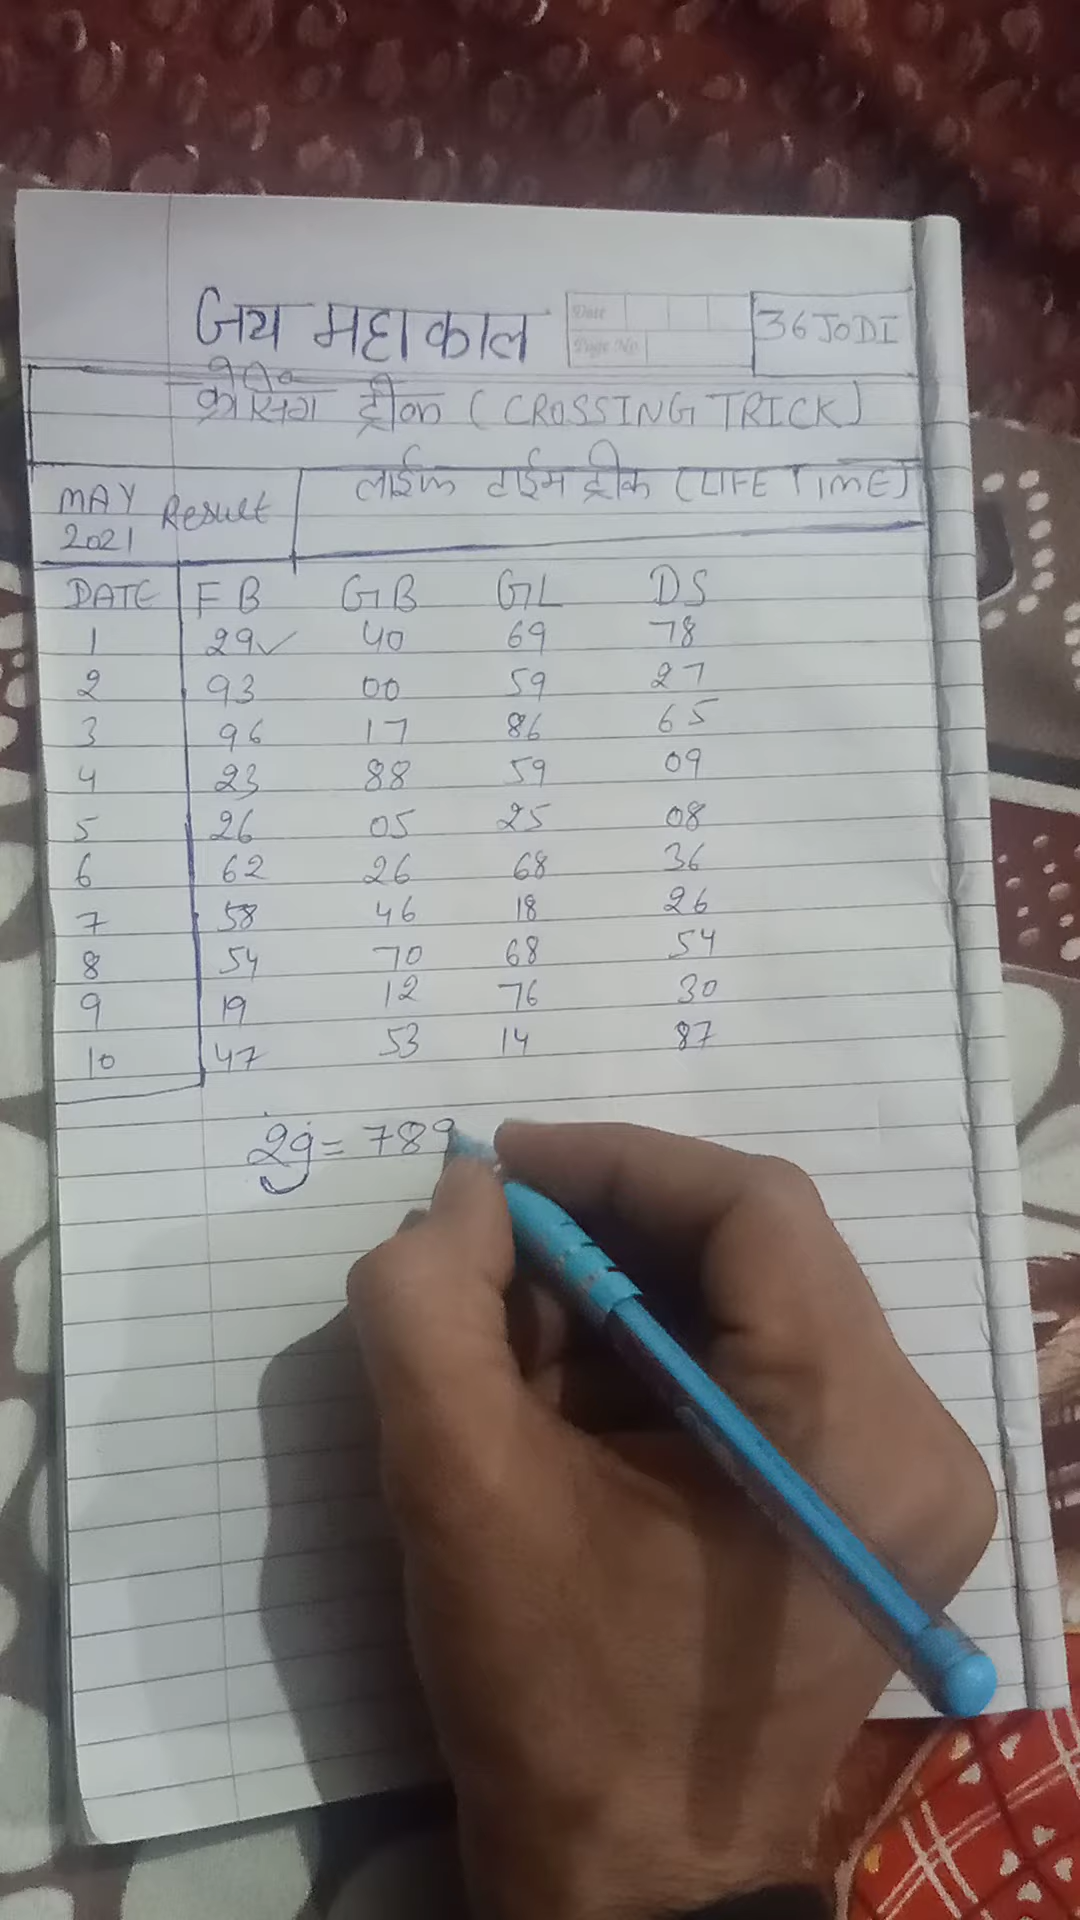 जय महाकाल
Date
Page No
36 JODI
क्रासिंग ट्रीक (CROSSING TRICK)
MAY 2021 Result
लाईफ टाईम ट्रीक (LIFE TIME)
DATE FB GB GL DS
1 29✓ 40 69 78
2 93 00 59 27
3 96 17 86 65
4 23 88 59 09
5 26 05 25 08
6 62 26 68 36
7 58 46 18 26
8 54 70 68 54
9 19 12 76 30
10 47 53 14 87
29 = 789